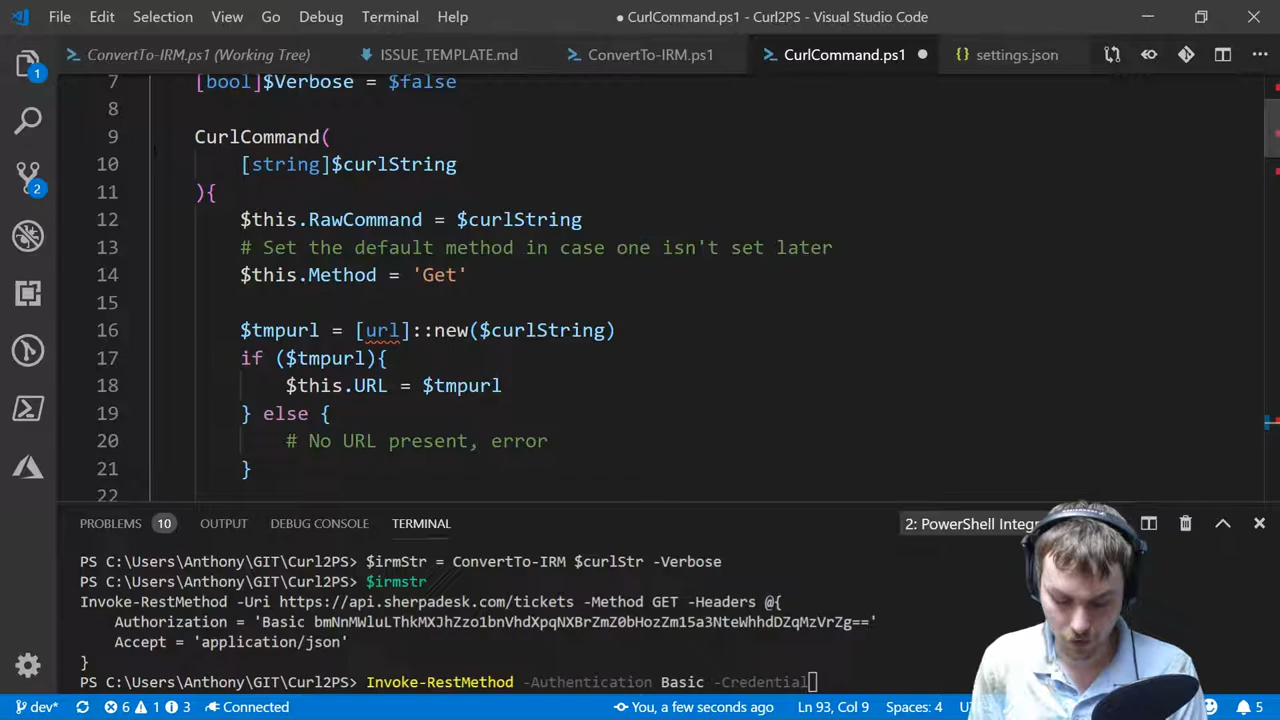 File Edit Selection View Go Debug Terminal Help ● CurlCommand.ps1 - Curl2PS - Visual Studio Code
ConvertTo-IRM.ps1 (Working Tree) ISSUE_TEMPLATE.md ConvertTo-IRM.ps1 CurlCommand.ps1 ● {} settings.json ...
1
2
7 [bool]$Verbose = $false
8
9 CurlCommand(
10 [string]$curlString
11 ){
12 $this.RawCommand = $curlString
13 # Set the default method in case one isn't set later
14 $this.Method = 'Get'
15
16 $tmpurl = [url]::new($curlString)
17 if ($tmpurl){
18 $this.URL = $tmpurl
19 } else {
20 # No URL present, error
21 }
22
PROBLEMS 10 OUTPUT DEBUG CONSOLE TERMINAL 2: PowerShell Integ
PS C:\Users\Anthony\GIT\Curl2PS> $irmStr = ConvertTo-IRM $curlStr -Verbose
PS C:\Users\Anthony\GIT\Curl2PS> $irmstr
Invoke-RestMethod -Uri https://api.sherpadesk.com/tickets -Method GET -Headers @{
Authorization = 'Basic bmNnMWluLThkMXJhZzo1bnVhdXpqNXBrZmZ0bHozZm15a3NteWhhdDZqMzVrZg=='
Accept = 'application/json'
}
PS C:\Users\Anthony\GIT\Curl2PS> Invoke-RestMethod -Authentication Basic -Credential
dev* 6 1 3 Connected You, a few seconds ago Ln 93, Col 9 Spaces: 4 5